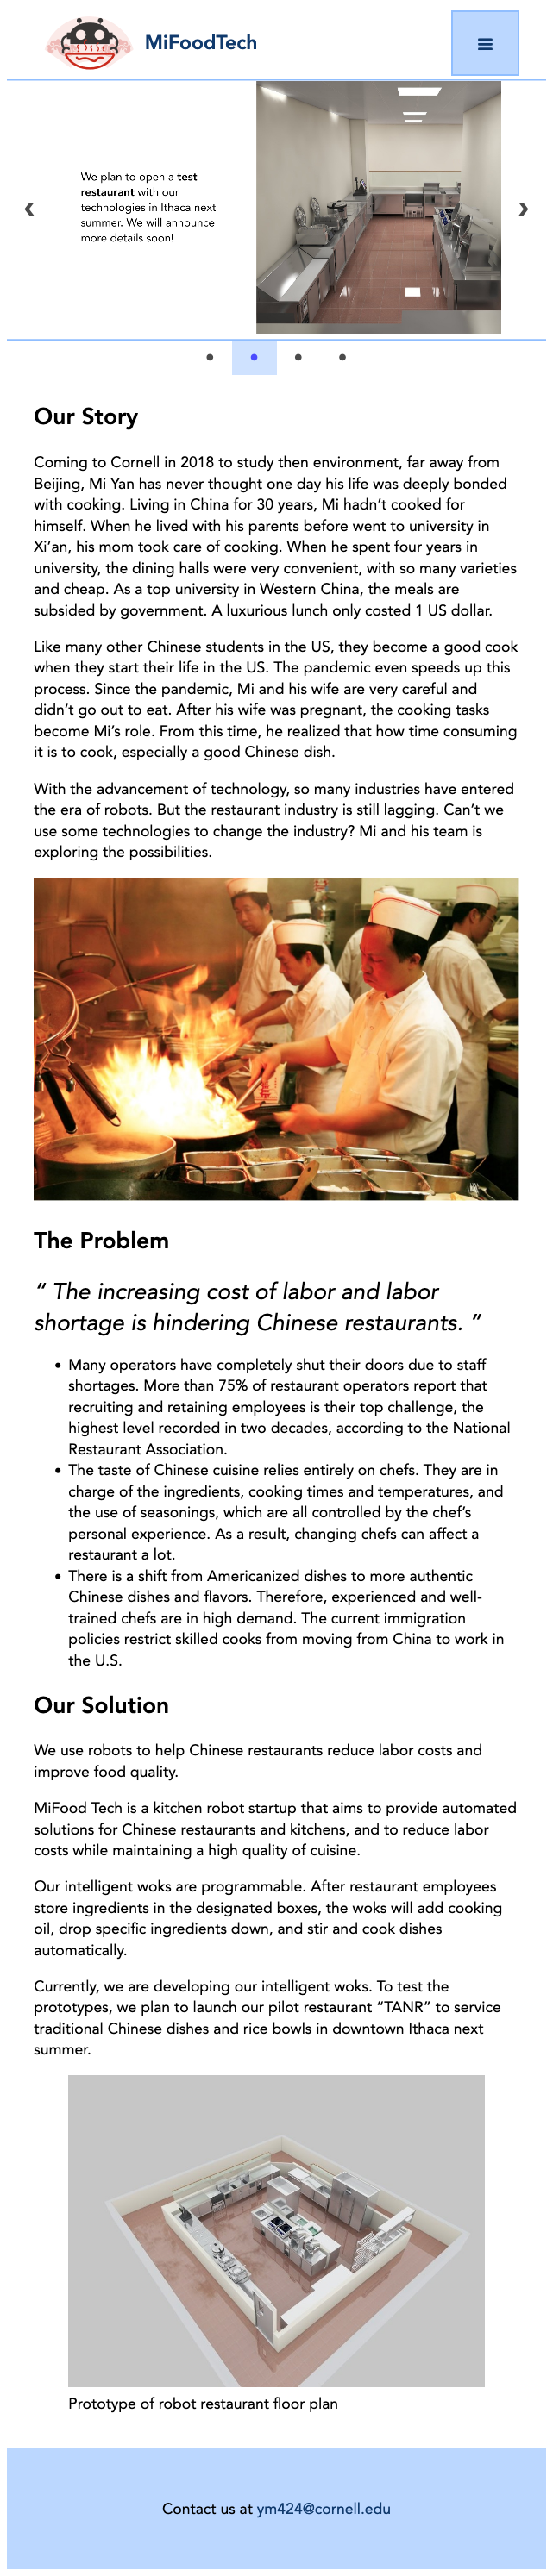 MiFoodTech
We plan to open a test
restaurant with our
technologies in Ithaca next
summer. We will announce
more details soon!
Our Story
Coming to Cornell in 2018 to study then environment, far away from
Beijing, Mi Yan has never thought one day his life was deeply bonded
with cooking. Living in China for 30 years, Mi hadn't cooked for
himself. When he lived with his parents before went to university in
Xi'an, his mom took care of cooking. When he spent four years in
university, the dining halls were very convenient, with so many varieties
and cheap. As a top university in Western China, the meals are
subsided by government. A luxurious lunch only costed 1 US dollar.
Like many other Chinese students in the US, they become a good cook
when they start their life in the US. The pandemic even speeds up this
process. Since the pandemic, Mi and his wife are very careful and
didn't go out to eat. After his wife was pregnant, the cooking tasks
become Mi's role. From this time, he realized that how time consuming
it is to cook, especially a good Chinese dish.
With the advancement of technology, so many industries have entered
the era of robots. But the restaurant industry is still lagging. Can't we
use some technologies to change the industry? Mi and his team is
exploring the possibilities.
The Problem
“ The increasing cost of labor and labor
shortage is hindering Chinese restaurants. ”
• Many operators have completely shut their doors due to staff
shortages. More than 75% of restaurant operators report that
recruiting and retaining employees is their top challenge, the
highest level recorded in two decades, according to the National
Restaurant Association.
• The taste of Chinese cuisine relies entirely on chefs. They are in
charge of the ingredients, cooking times and temperatures, and
the use of seasonings, which are all controlled by the chef's
personal experience. As a result, changing chefs can affect a
restaurant a lot.
• There is a shift from Americanized dishes to more authentic
Chinese dishes and flavors. Therefore, experienced and well-
trained chefs are in high demand. The current immigration
policies restrict skilled cooks from moving from China to work in
the U.S.
Our Solution
We use robots to help Chinese restaurants reduce labor costs and
improve food quality.
MiFood Tech is a kitchen robot startup that aims to provide automated
solutions for Chinese restaurants and kitchens, and to reduce labor
costs while maintaining a high quality of cuisine.
Our intelligent woks are programmable. After restaurant employees
store ingredients in the designated boxes, the woks will add cooking
oil, drop specific ingredients down, and stir and cook dishes
automatically.
Currently, we are developing our intelligent woks. To test the
prototypes, we plan to launch our pilot restaurant “TANR” to service
traditional Chinese dishes and rice bowls in downtown Ithaca next
summer.
Prototype of robot restaurant floor plan
Contact us at ym424@cornell.edu